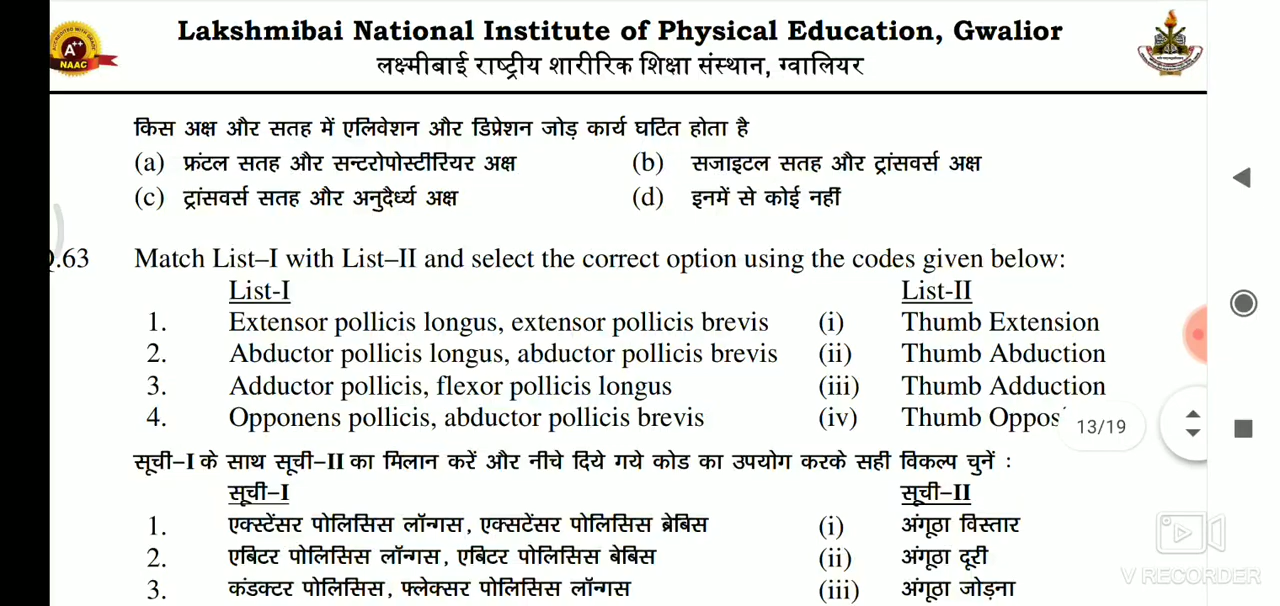 Lakshmibai National Institute of Physical Education, Gwalior
लक्ष्मीबाई राष्ट्रीय शारीरिक शिक्षा संस्थान, ग्वालियर
A++
NAAC
किस अक्ष और सतह में एलिवेशन और डिप्रेशन जोड़ कार्य घटित होता है
(a) फ्रंटल सतह और सन्टरोपोस्टीरियर अक्ष (b) सजाइटल सतह और ट्रांसवर्स अक्ष
(c) ट्रांसवर्स सतह और अनुदैर्ध्य अक्ष (d) इनमें से कोई नहीं
.63 Match List–I with List–II and select the correct option using the codes given below:
List-I List-II
1. Extensor pollicis longus, extensor pollicis brevis (i) Thumb Extension
2. Abductor pollicis longus, abductor pollicis brevis (ii) Thumb Abduction
3. Adductor pollicis, flexor pollicis longus (iii) Thumb Adduction
4. Opponens pollicis, abductor pollicis brevis (iv) Thumb Oppos
13/19
सूची–I के साथ सूची–II का मिलान करें और नीचे दिये गये कोड का उपयोग करके सही विकल्प चुनें :
सूची–I सूची–II
1. एक्स्टेंसर पोलिसिस लॉन्गस, एक्सटेंसर पोलिसिस ब्रेबिस (i) अंगूठा विस्तार
2. एबिटर पोलिसिस लॉन्गस, एबिटर पोलिसिस बेबिस (ii) अंगूठा दूरी
3. कंडक्टर पोलिसिस, फ्लेक्सर पोलिसिस लॉन्गस (iii) अंगूठा जोड़ना
V RECORDER